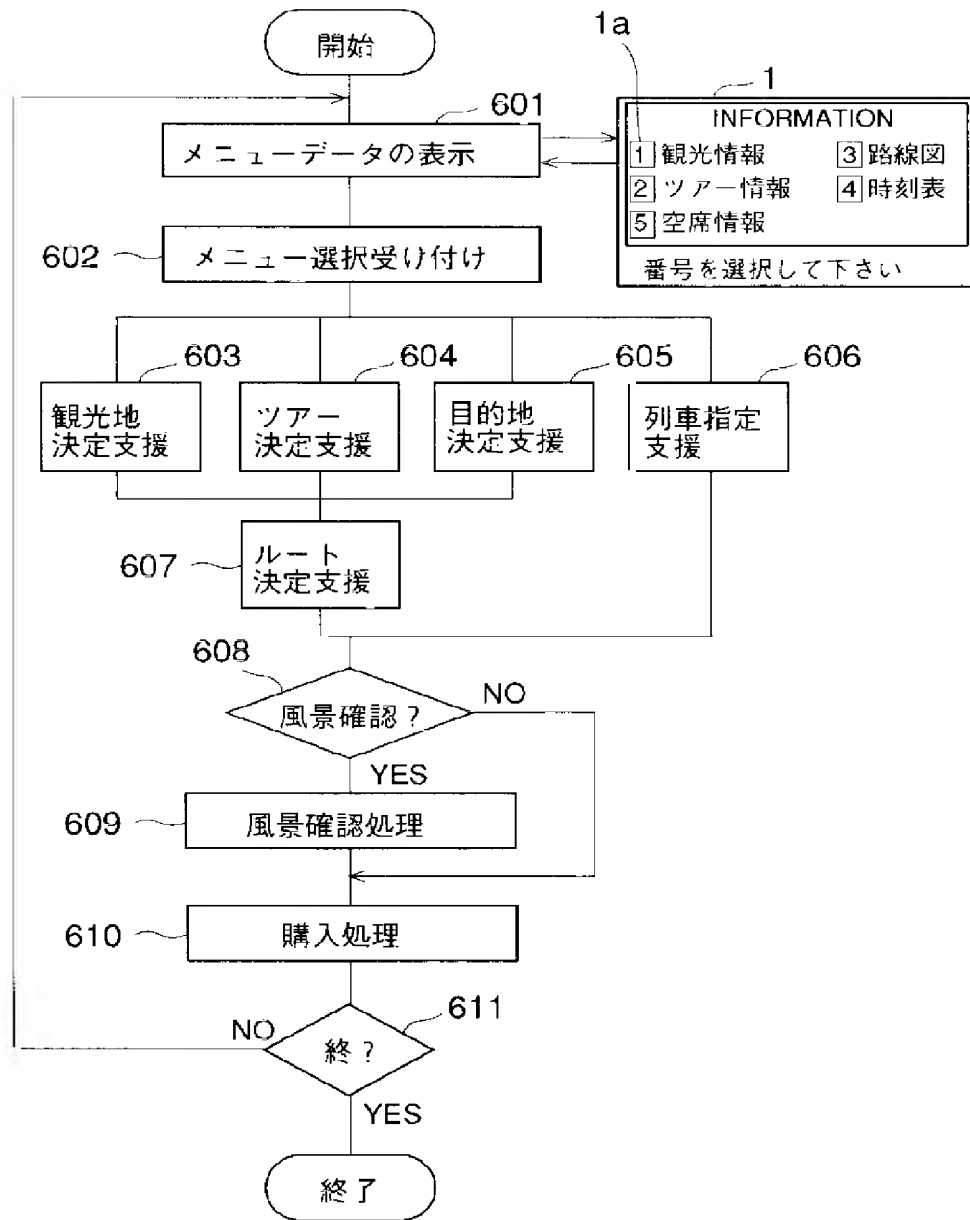 開始
1a
1
601
メニューデータの表示
INFORMATION
1 観光情報
3 路線図
2 ツアー情報
4 時刻表
5 空席情報
番号を選択して下さい
602
メニュー選択受け付け
603
604
605
606
観光地
決定支援
ツアー
決定支援
目的地
決定支援
列車指定
支援
607
ルート
決定支援
608
風景確認?
NO
YES
609
風景確認処理
610
購入処理
611
NO
終?
YES
終了